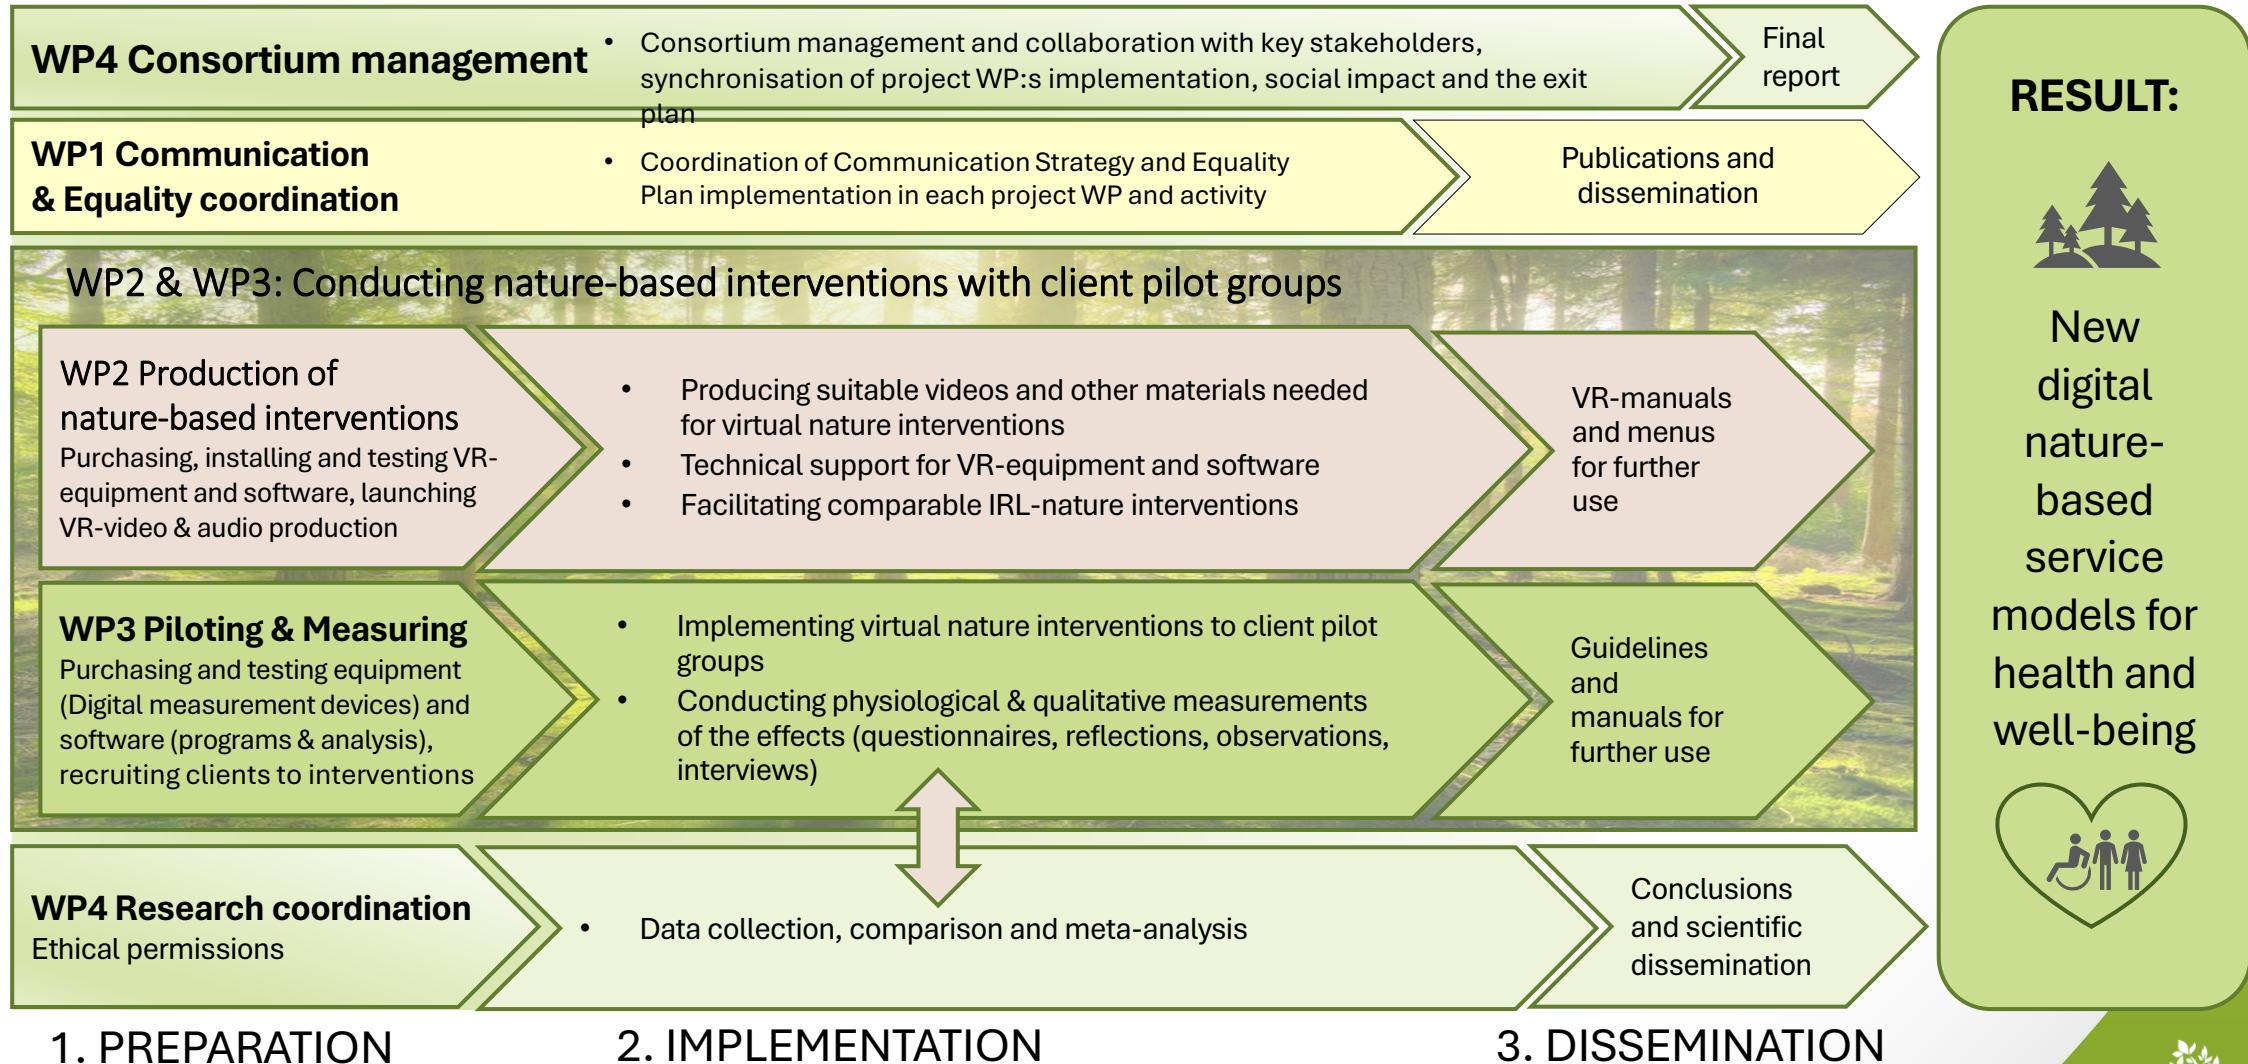 WP4 Consortium management
• Consortium management and collaboration with key stakeholders,
synchronisation of project WP:s implementation, social impact and the exit
plan
Final
report
WP1 Communication
& Equality coordination
• Coordination of Communication Strategy and Equality
Plan implementation in each project WP and activity
Publications and
dissemination
WP2 & WP3: Conducting nature-based interventions with client pilot groups
WP2 Production of
nature-based interventions
Purchasing, installing and testing VR-
equipment and software, launching
VR-video & audio production
• Producing suitable videos and other materials needed
for virtual nature interventions
• Technical support for VR-equipment and software
• Facilitating comparable IRL-nature interventions
VR-manuals
and menus
for further
use
WP3 Piloting & Measuring
Purchasing and testing equipment
(Digital measurement devices) and
software (programs & analysis),
recruiting clients to interventions
• Implementing virtual nature interventions to client pilot
groups
• Conducting physiological & qualitative measurements
of the effects (questionnaires, reflections, observations,
interviews)
Guidelines
and
manuals for
further use
WP4 Research coordination
Ethical permissions
• Data collection, comparison and meta-analysis
Conclusions
and scientific
dissemination
1. PREPARATION
2. IMPLEMENTATION
3. DISSEMINATION
RESULT:
New
digital
nature-
based
service
models for
health and
well-being